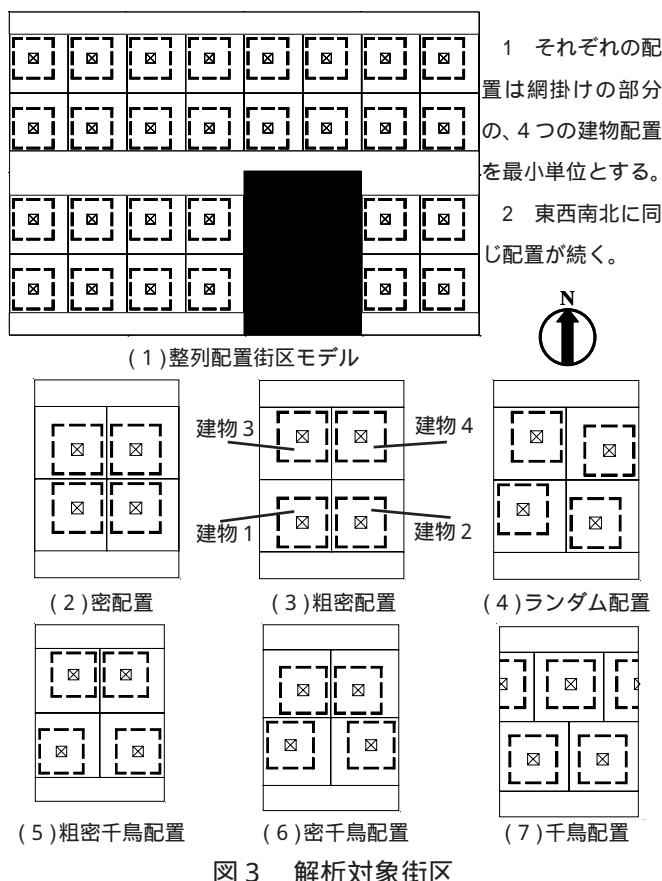 1 それぞれの配
置は網掛けの部分
の、4つの建物配置
を最小単位とする。
2 東西南北に同
じ配置が続く。
N
(1)整列配置街区モデル
建物3
建物4
建物1
建物2
(2)密配置
(3)粗密配置
(4)ランダム配置
(5)粗密千鳥配置
(6)密千鳥配置
(7)千鳥配置
図3 解析対象街区